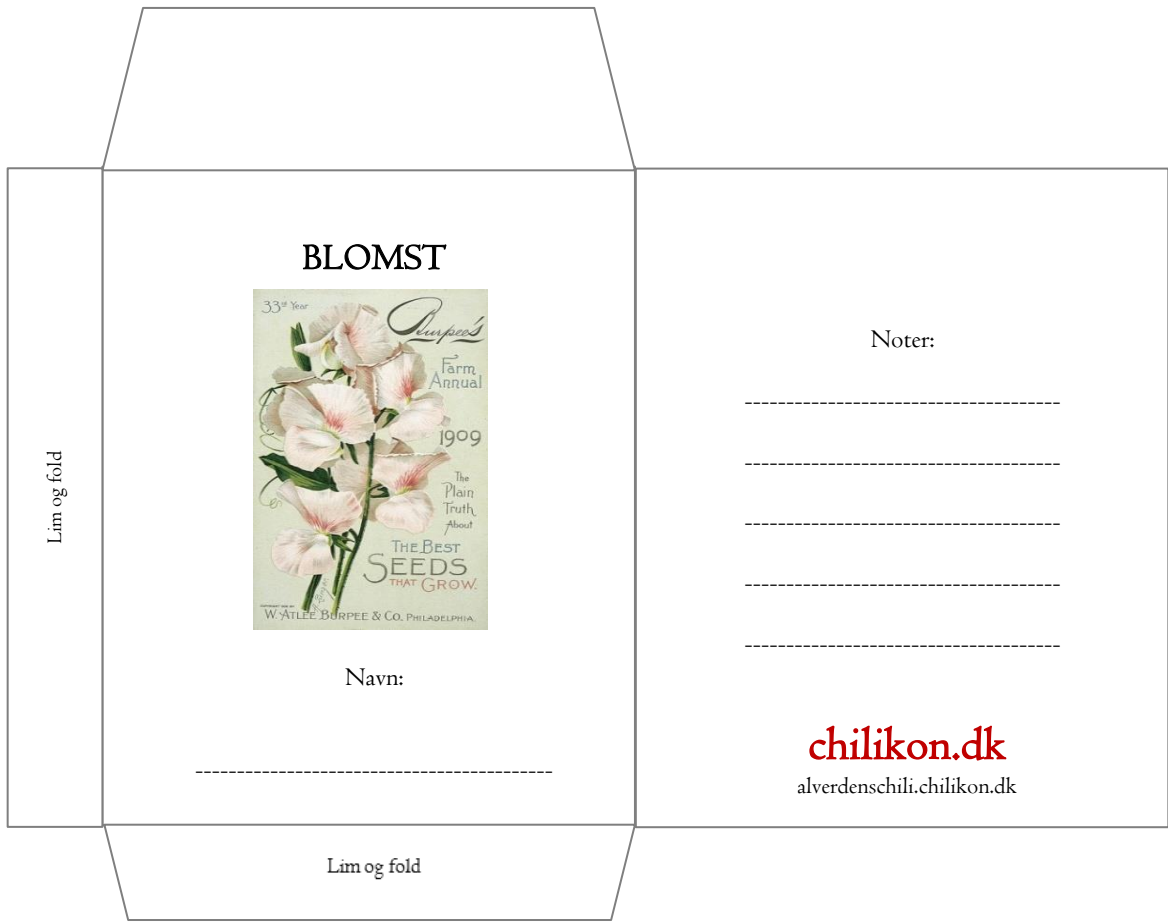 BLOMST
33rd Year
Burpee's
Farm
Annual
1909
The
Plain
Truth
About
THE BEST
SEEDS
THAT GROW.
W. ATLEE BURPEE & CO. PHILADELPHIA.
Navn:
Lim og fold
Lim og fold
Noter:
chilikon.dk
alverdenschili.chilikon.dk